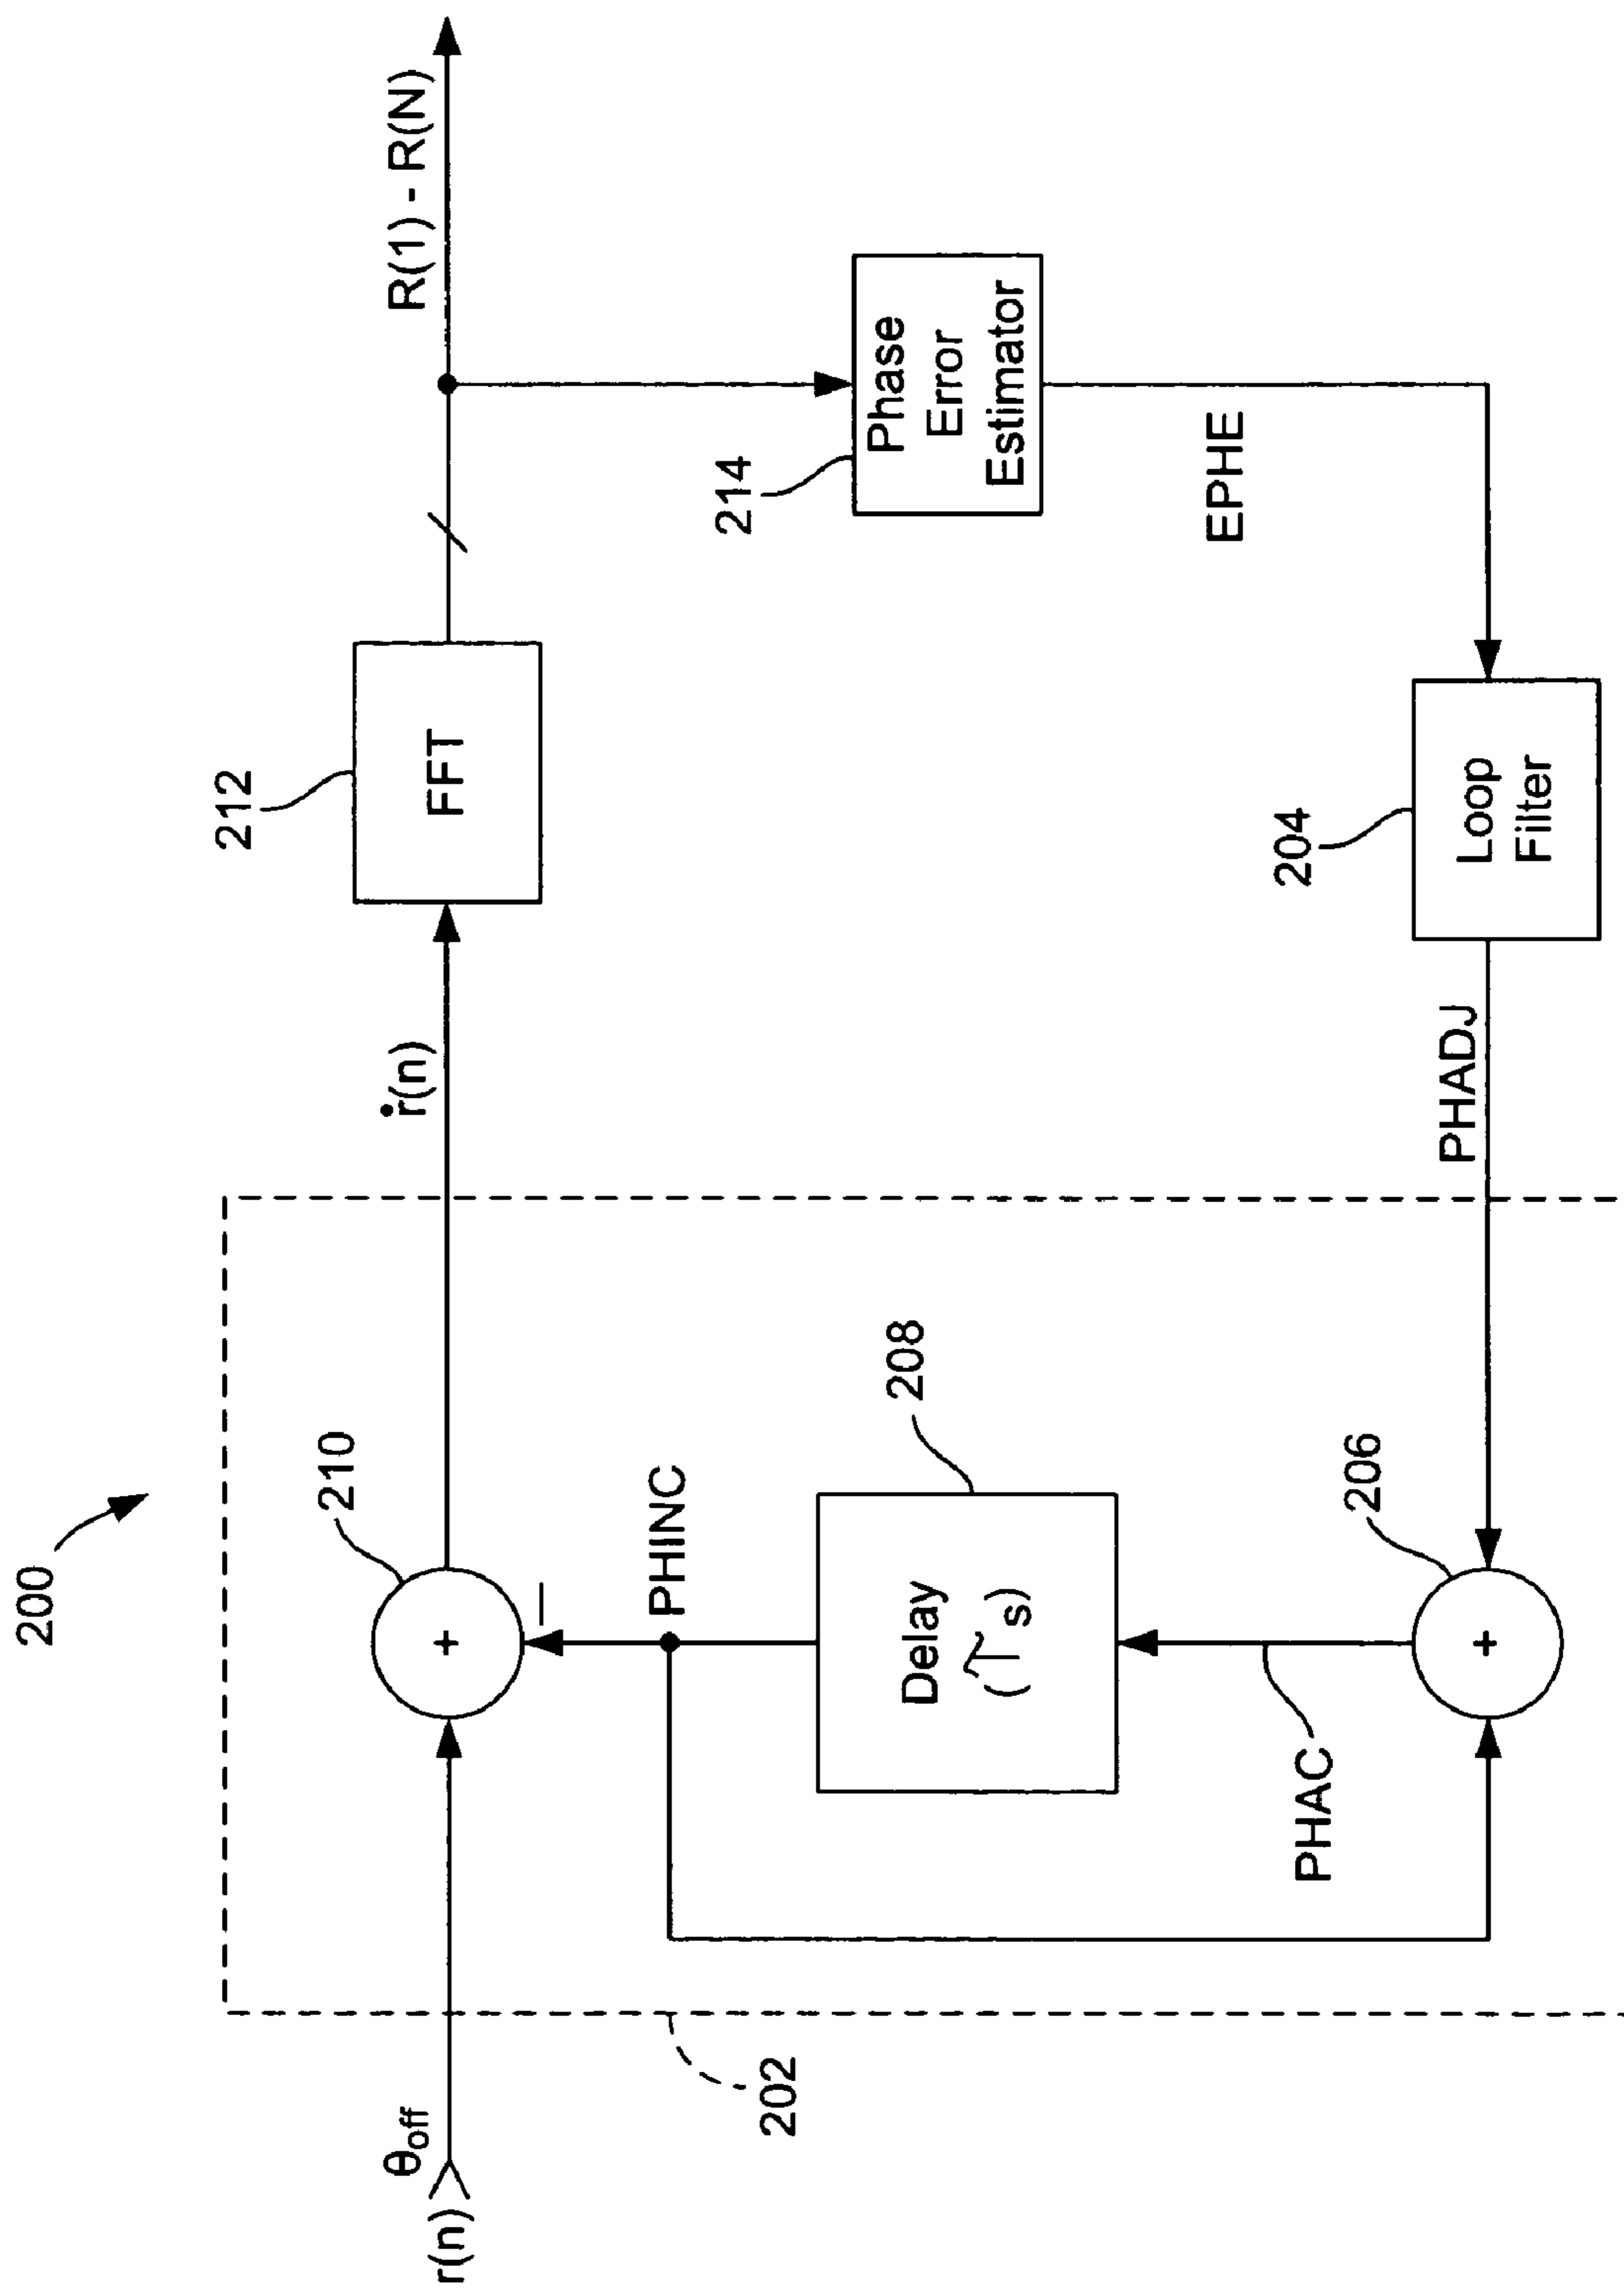 200
r(n)
θoff
202
210
PHINC
208
Delay
(T̃s)
PHAC
206
+
+
–
ṙ(n)
212
FFT
R(1) - R(N)
214
Phase
Error
Estimator
EPHE
204
Loop
Filter
PHADJ